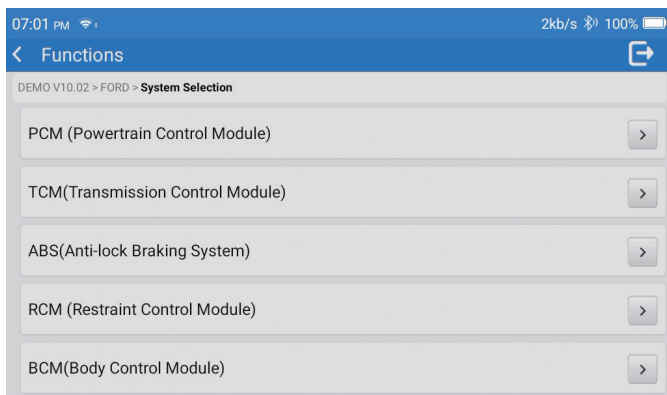 07:01 PM
2kb/s 100%
Functions
DEMO V10.02 > FORD > System Selection
PCM (Powertrain Control Module)
TCM(Transmission Control Module)
ABS(Anti-lock Braking System)
RCM (Restraint Control Module)
BCM(Body Control Module)